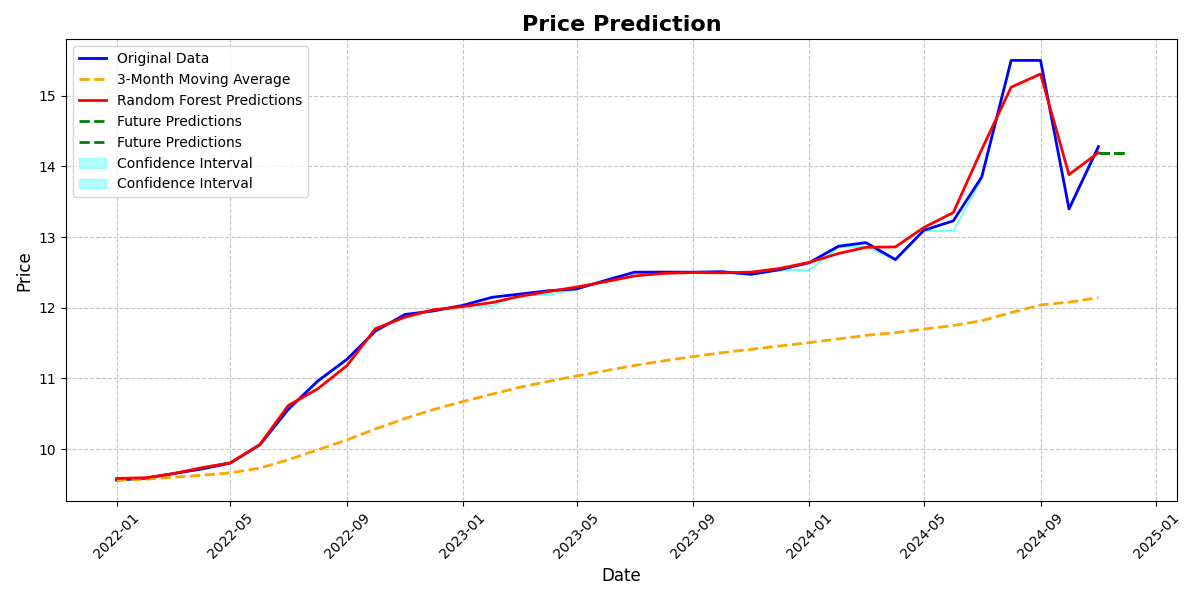 Price Prediction
Original Data
3-Month Moving Average
Random Forest Predictions
Future Predictions
Future Predictions
Confidence Interval
Confidence Interval
Price
15
14
13
12
11
10
2022-01
2022-05
2022-09
2023-01
2023-05
2023-09
2024-01
2024-05
2024-09
2025-01
Date